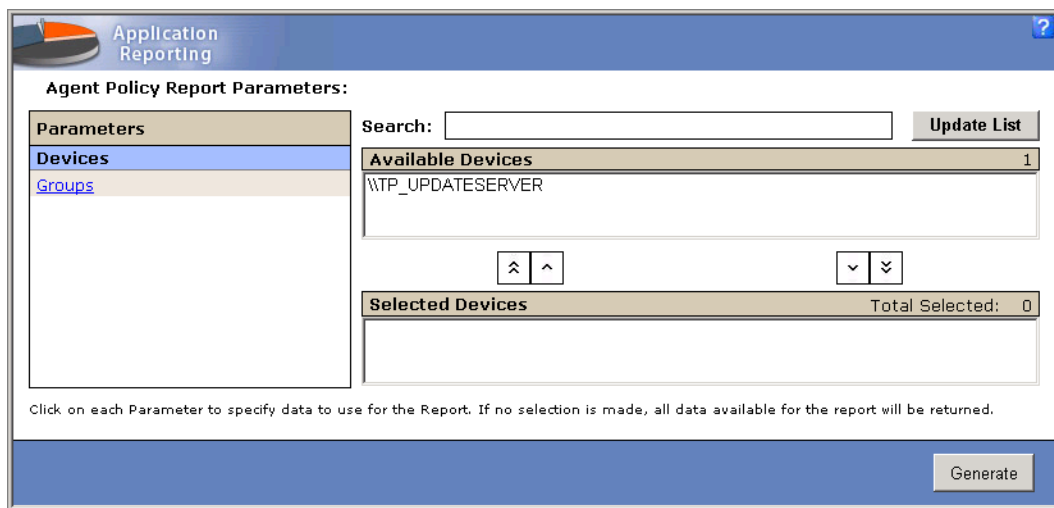 Application
Reporting
?
Agent Policy Report Parameters:
Parameters
Devices
Groups
Search:
Update List
Available Devices 1
\\TP_UPDATESERVER
Selected Devices Total Selected: 0
Click on each Parameter to specify data to use for the Report. If no selection is made, all data available for the report will be returned.
Generate